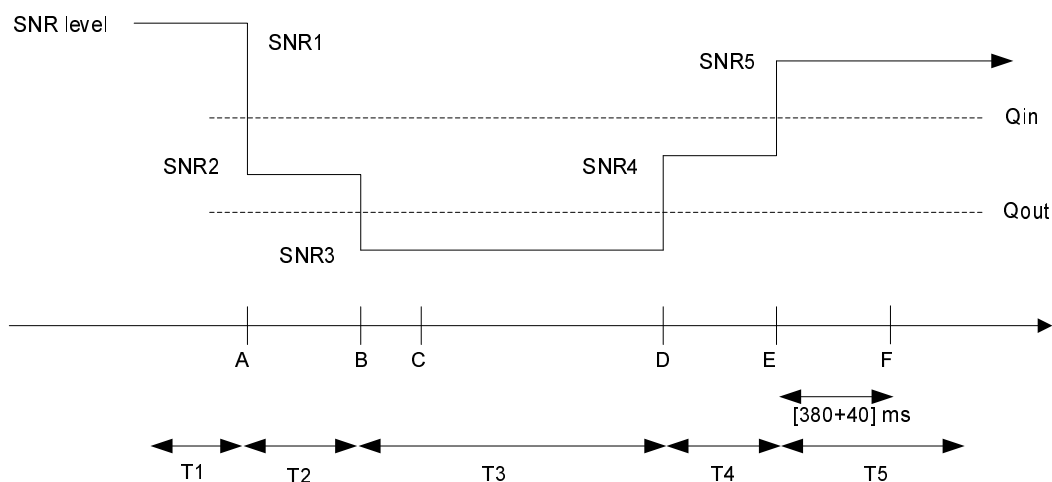 SNR level
SNR1
SNR5
Qin
SNR2
SNR4
Qout
SNR3
A
B
C
D
E
F
[380+40] ms
T1
T2
T3
T4
T5